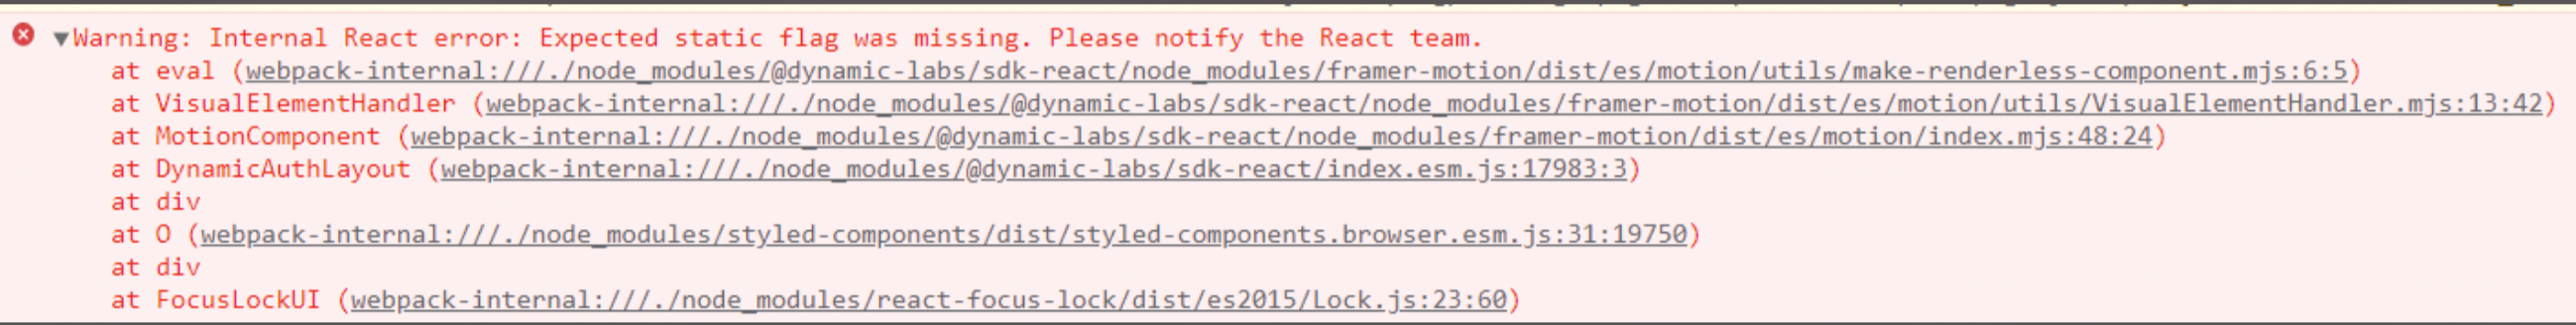 Warning: Internal React error: Expected static flag was missing. Please notify the React team.
at eval (webpack-internal:///./node_modules/@dynamic-labs/sdk-react/node_modules/framer-motion/dist/es/motion/utils/make-renderless-component.mjs:6:5)
at VisualElementHandler (webpack-internal:///./node_modules/@dynamic-labs/sdk-react/node_modules/framer-motion/dist/es/motion/utils/VisualElementHandler.mjs:13:42)
at MotionComponent (webpack-internal:///./node_modules/@dynamic-labs/sdk-react/node_modules/framer-motion/dist/es/motion/index.mjs:48:24)
at DynamicAuthLayout (webpack-internal:///./node_modules/@dynamic-labs/sdk-react/index.esm.js:17983:3)
at div
at O (webpack-internal:///./node_modules/styled-components/dist/styled-components.browser.esm.js:31:19750)
at div
at FocusLockUI (webpack-internal:///./node_modules/react-focus-lock/dist/es2015/Lock.js:23:60)